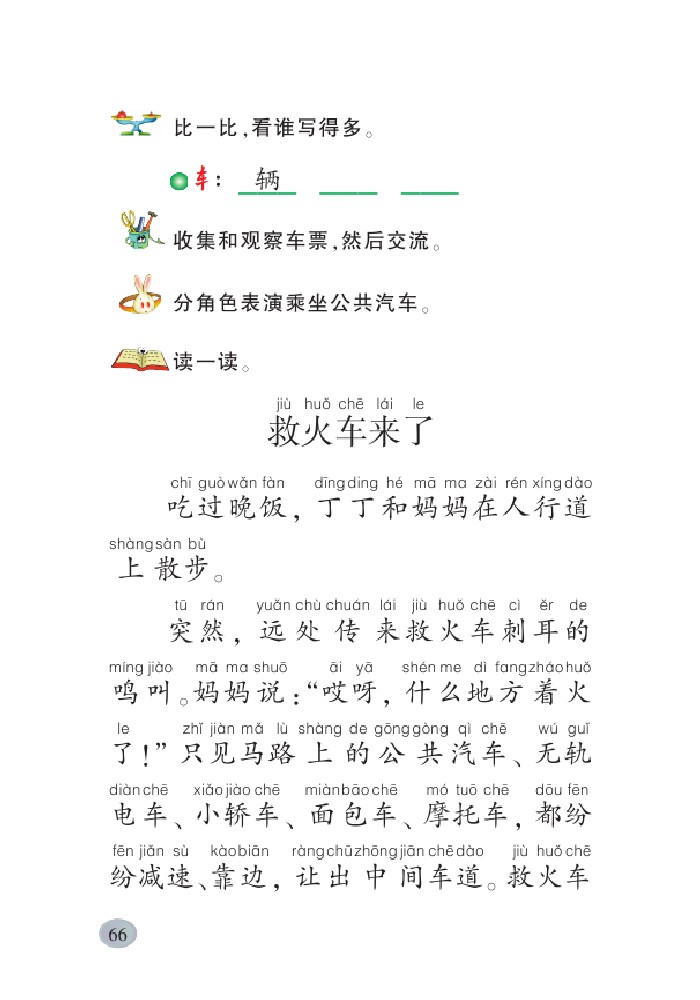 比一比,看谁写得多。
车: 辆
收集和观察车票,然后交流。
分角色表演乘坐公共汽车。
读一读。
jiù huǒ chē lái le
救火车来了
chī guò wǎn fàn dīng ding hé mā ma zài rén xíng dào
吃过晚饭, 丁丁和妈妈在人行道
shàng sàn bù
上散步。
tū rán yuǎn chù chuán lái jiù huǒ chē cì ěr de
突然, 远处传来救火车刺耳的
míng jiào mā ma shuō āi yā shén me dì fang zháo huǒ
鸣叫。妈妈说:“哎呀, 什么地方着火
le zhǐ jiàn mǎ lù shàng de gōng gòng qì chē wú guǐ
了!”只见马路上的公共汽车、无轨
diàn chē xiǎo jiào chē miàn bāo chē mó tuō chē dōu fēn
电车、小轿车、面包车、摩托车, 都纷
fēn jiǎn sù kào biān ràng chū zhōng jiān chē dào jiù huǒ chē
纷减速、靠边, 让出中间车道。救火车
66